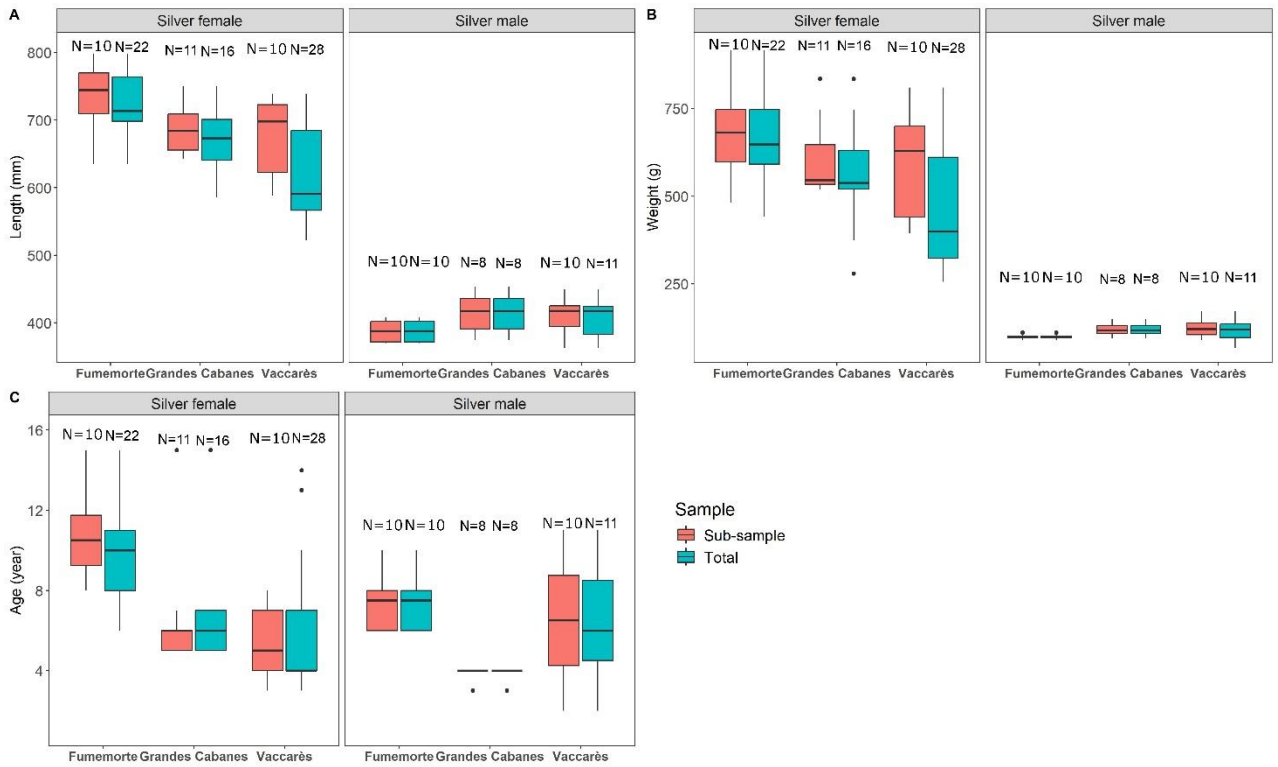 A
Silver female
Silver male
N=10 N=22 N=11 N=16 N=10 N=28
N=10 N=10 N=8 N=8 N=10 N=11
Length (mm)
800
700
600
500
400
Fumemorte Grandes Cabanes Vaccarès
Fumemorte Grandes Cabanes Vaccarès
B
Silver female
Silver male
N=10 N=22 N=11 N=16 N=10 N=28
N=10 N=10 N=8 N=8 N=10 N=11
Weight (g)
750
500
250
Fumemorte Grandes Cabanes Vaccarès
Fumemorte Grandes Cabanes Vaccarès
C
Silver female
Silver male
N=10 N=22 N=11 N=16 N=10 N=28
N=10 N=10 N=8 N=8 N=10 N=11
Age (year)
16
12
8
4
Fumemorte Grandes Cabanes Vaccarès
Fumemorte Grandes Cabanes Vaccarès
Sample
Sub-sample
Total